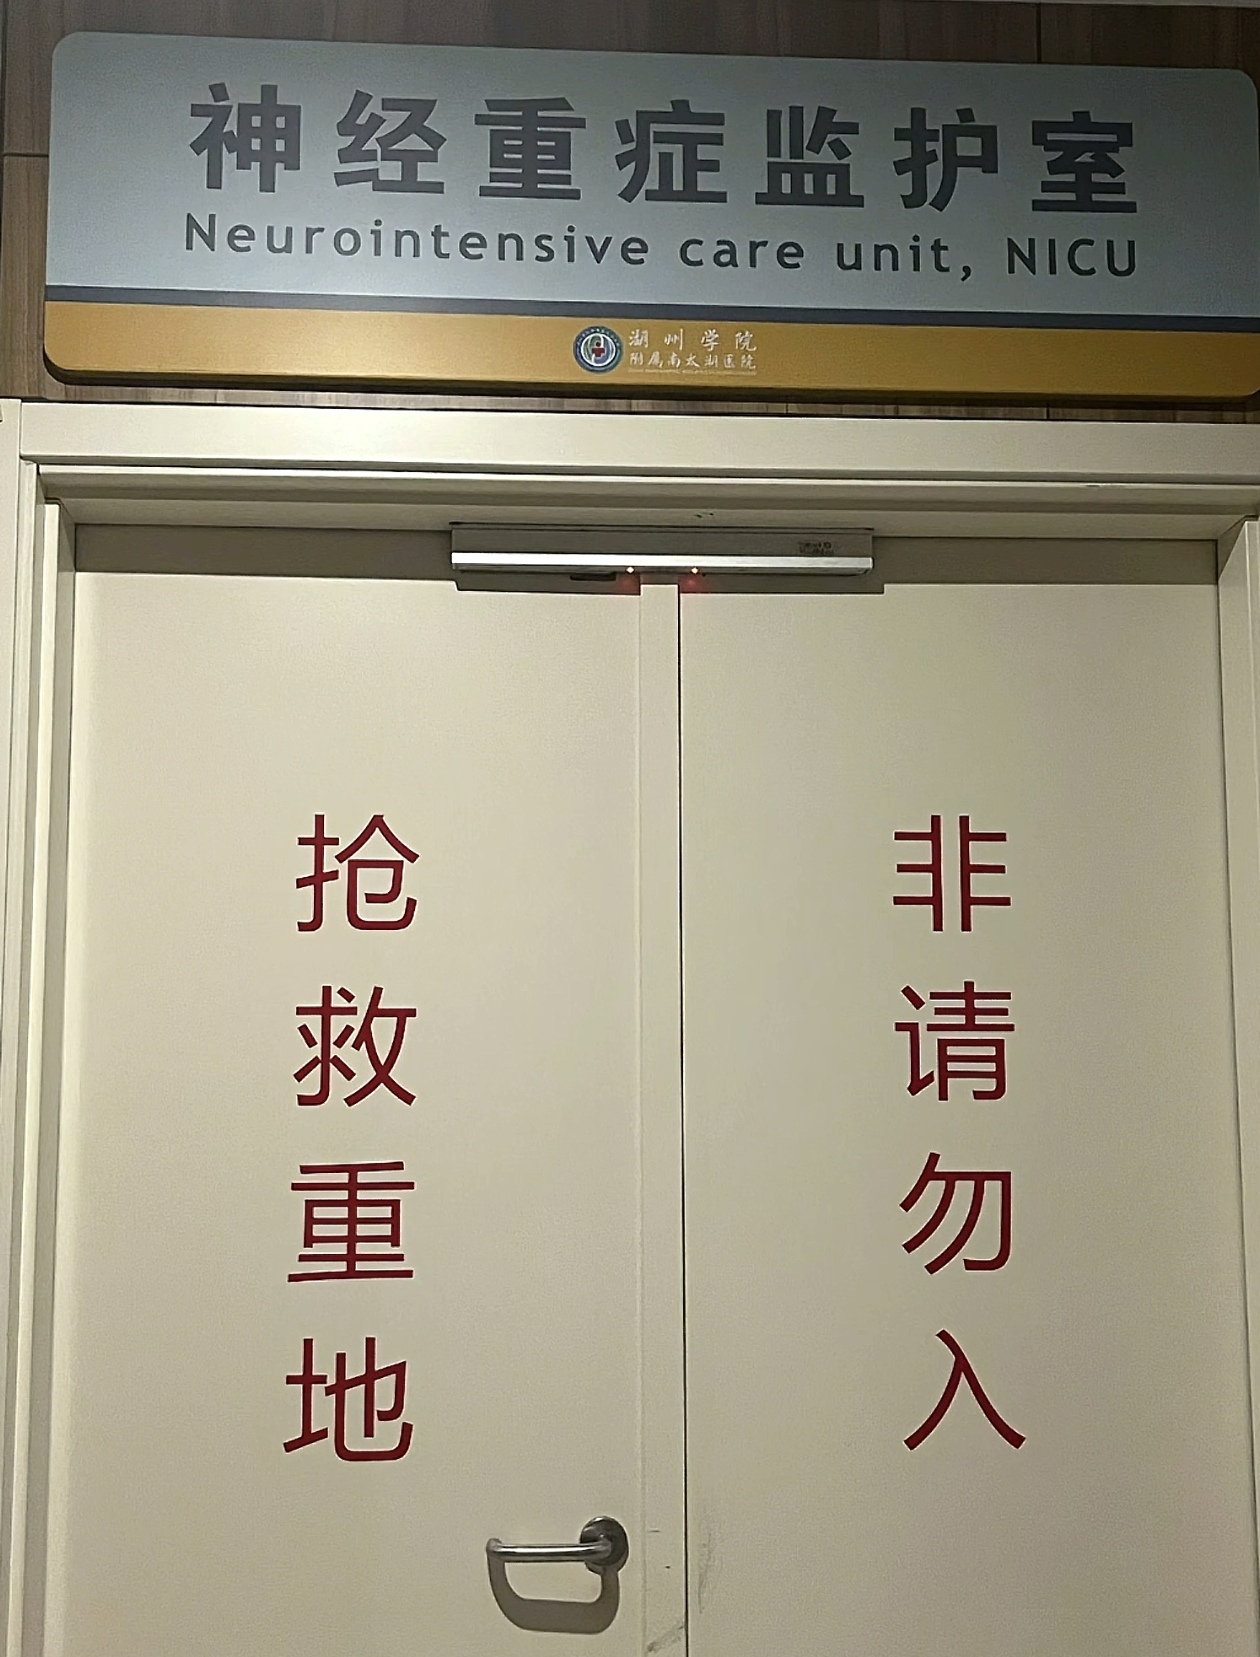 神经重症监护室
Neurointensive care unit, NICU
湖州学院
附属南太湖医院
抢救重地
非请勿入